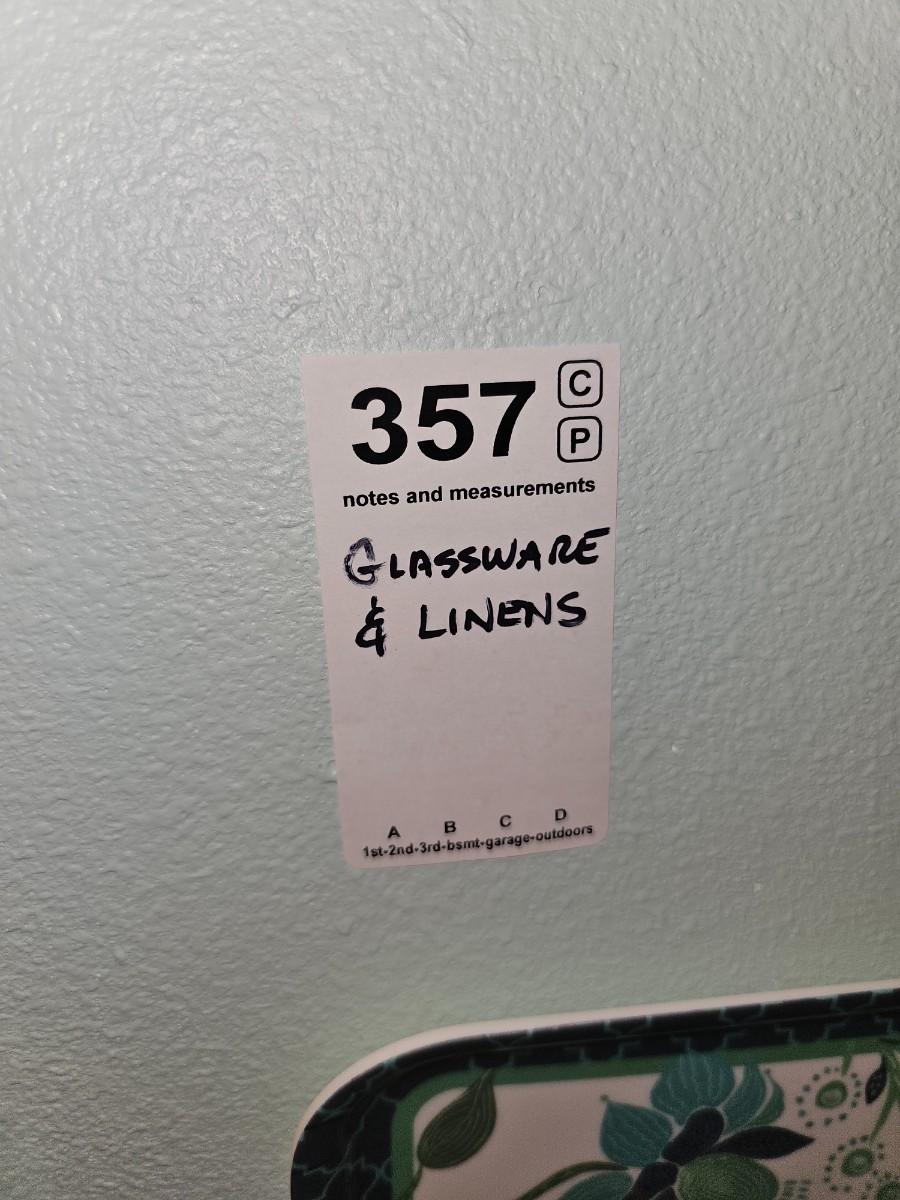 357 C
P
notes and measurements
GLASSWARE
& LINENS
A B C D
1st-2nd-3rd-bsmt-garage-outdoors